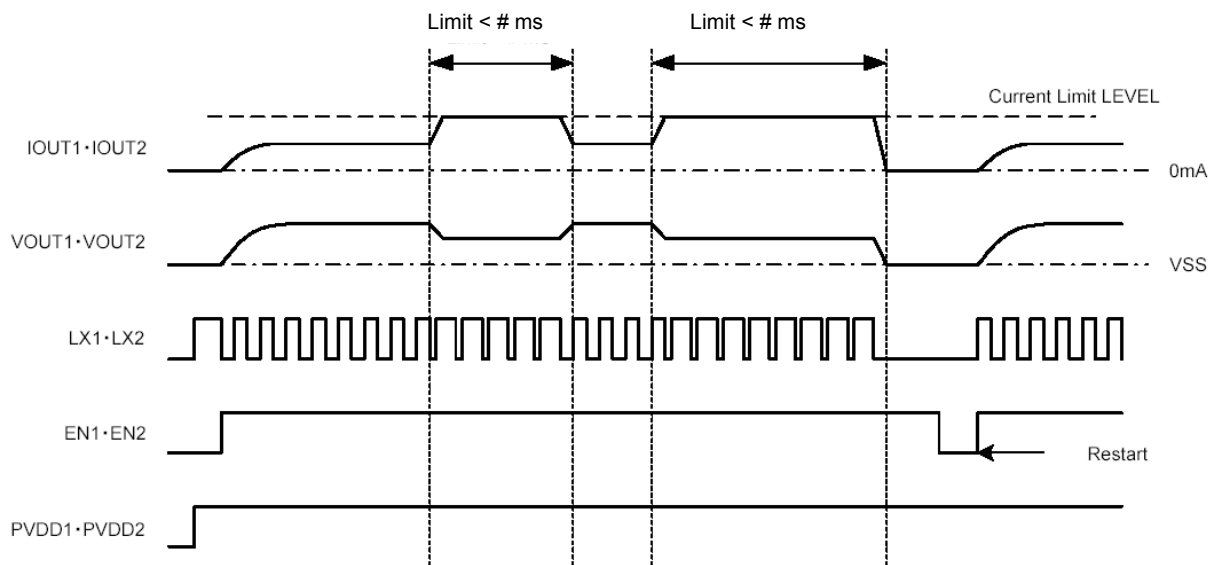 Limit < # ms
Limit < # ms
Current Limit LEVEL
IOUT1・IOUT2
0mA
VOUT1・VOUT2
VSS
LX1・LX2
EN1・EN2
Restart
PVDD1・PVDD2